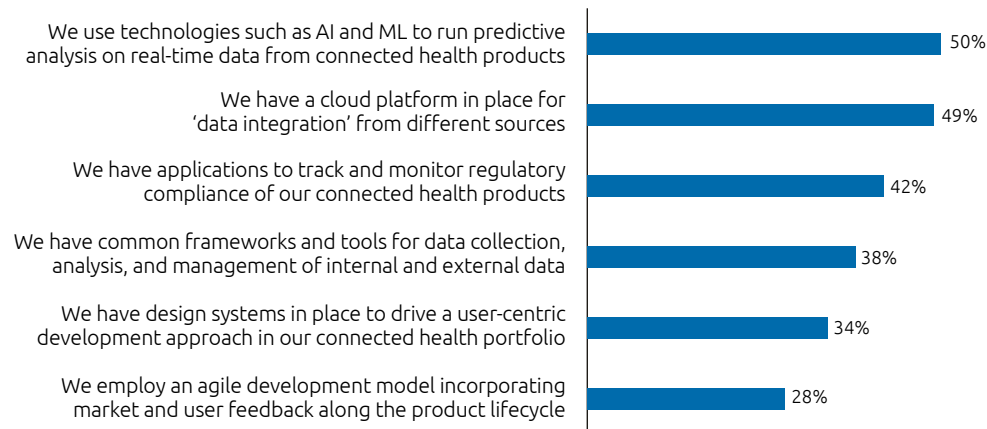 We use technologies such as AI and ML to run predictive
analysis on real-time data from connected health products
50%
We have a cloud platform in place for
‘data integration’ from different sources
49%
We have applications to track and monitor regulatory
compliance of our connected health products
42%
We have common frameworks and tools for data collection,
analysis, and management of internal and external data
38%
We have design systems in place to drive a user-centric
development approach in our connected health portfolio
34%
We employ an agile development model incorporating
market and user feedback along the product lifecycle
28%